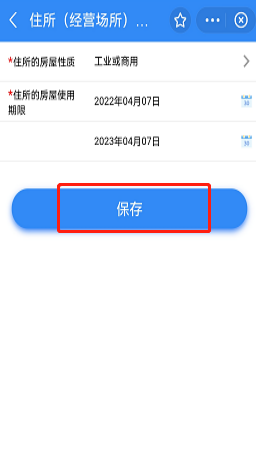 住所（经营场所）...
*住所的房屋性质 工业或商用
*住所的房屋使用期限 2022年04月07日
2023年04月07日
保存